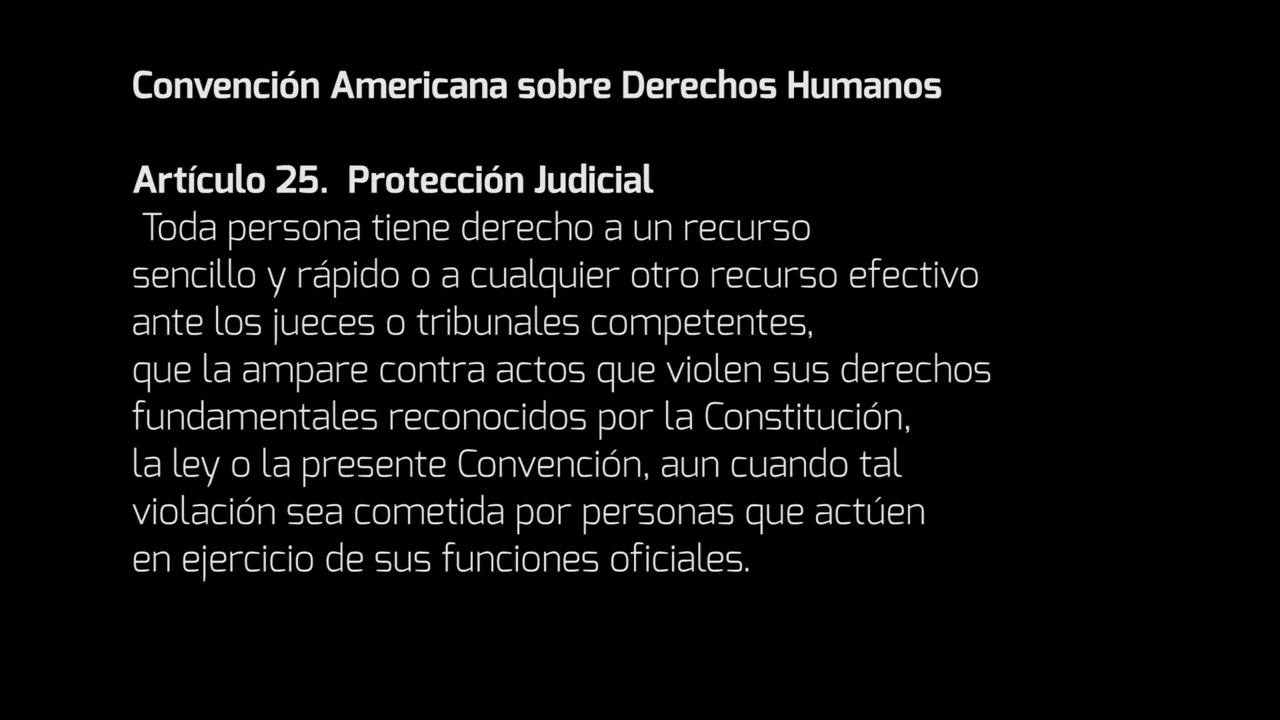 Convención Americana sobre Derechos Humanos
Artículo 25. Protección Judicial
Toda persona tiene derecho a un recurso
sencillo y rápido o a cualquier otro recurso efectivo
ante los jueces o tribunales competentes,
que la ampare contra actos que violen sus derechos
fundamentales reconocidos por la Constitución,
la ley o la presente Convención, aun cuando tal
violación sea cometida por personas que actúen
en ejercicio de sus funciones oficiales.